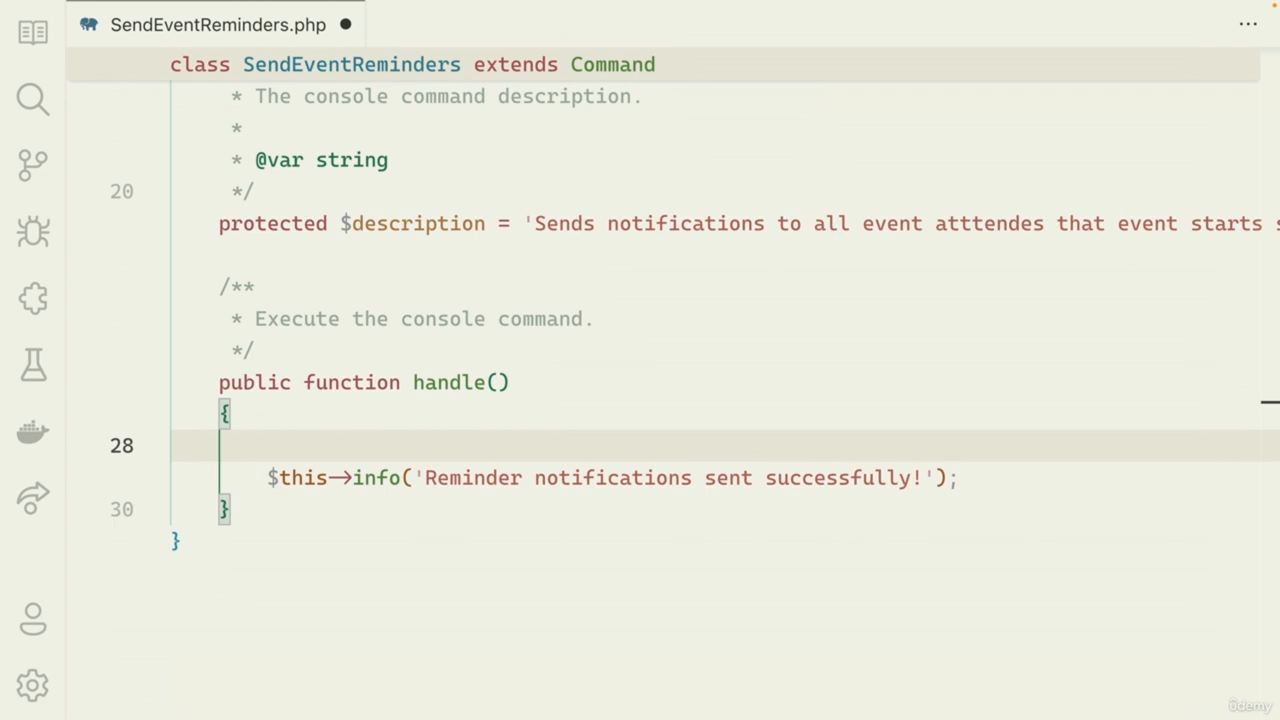 SendEventReminders.php
class SendEventReminders extends Command
* The console command description.
*
* @var string
20 */
protected $description = 'Sends notifications to all event atttendes that event starts s
/**
* Execute the console command.
*/
public function handle()
{
28
$this->info('Reminder notifications sent successfully!');
30 }
}
ûdemy